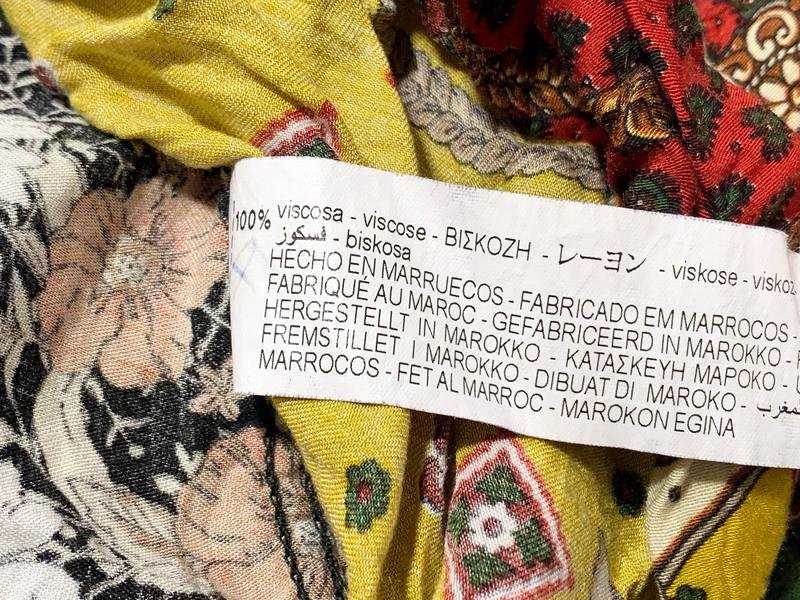 100% viscosa - viscose - ΒΙΣΚΟΖΗ - レーヨン - viskose - viskoz
فسكوز - biskosa
HECHO EN MARRUECOS - FABRICADO EM MARROCOS -
FABRIQUÉ AU MAROC - GEFABRICEERD IN MAROKKO -
HERGESTELLT IN MAROKKO - ΚΑΤΑΣΚΕΥΗ ΜΑΡΟΚΟ -
FREMSTILLET I MAROKKO - DIBUAT DI MAROKO -
MARROCOS - FET AL MARROC - MAROKON EGINA